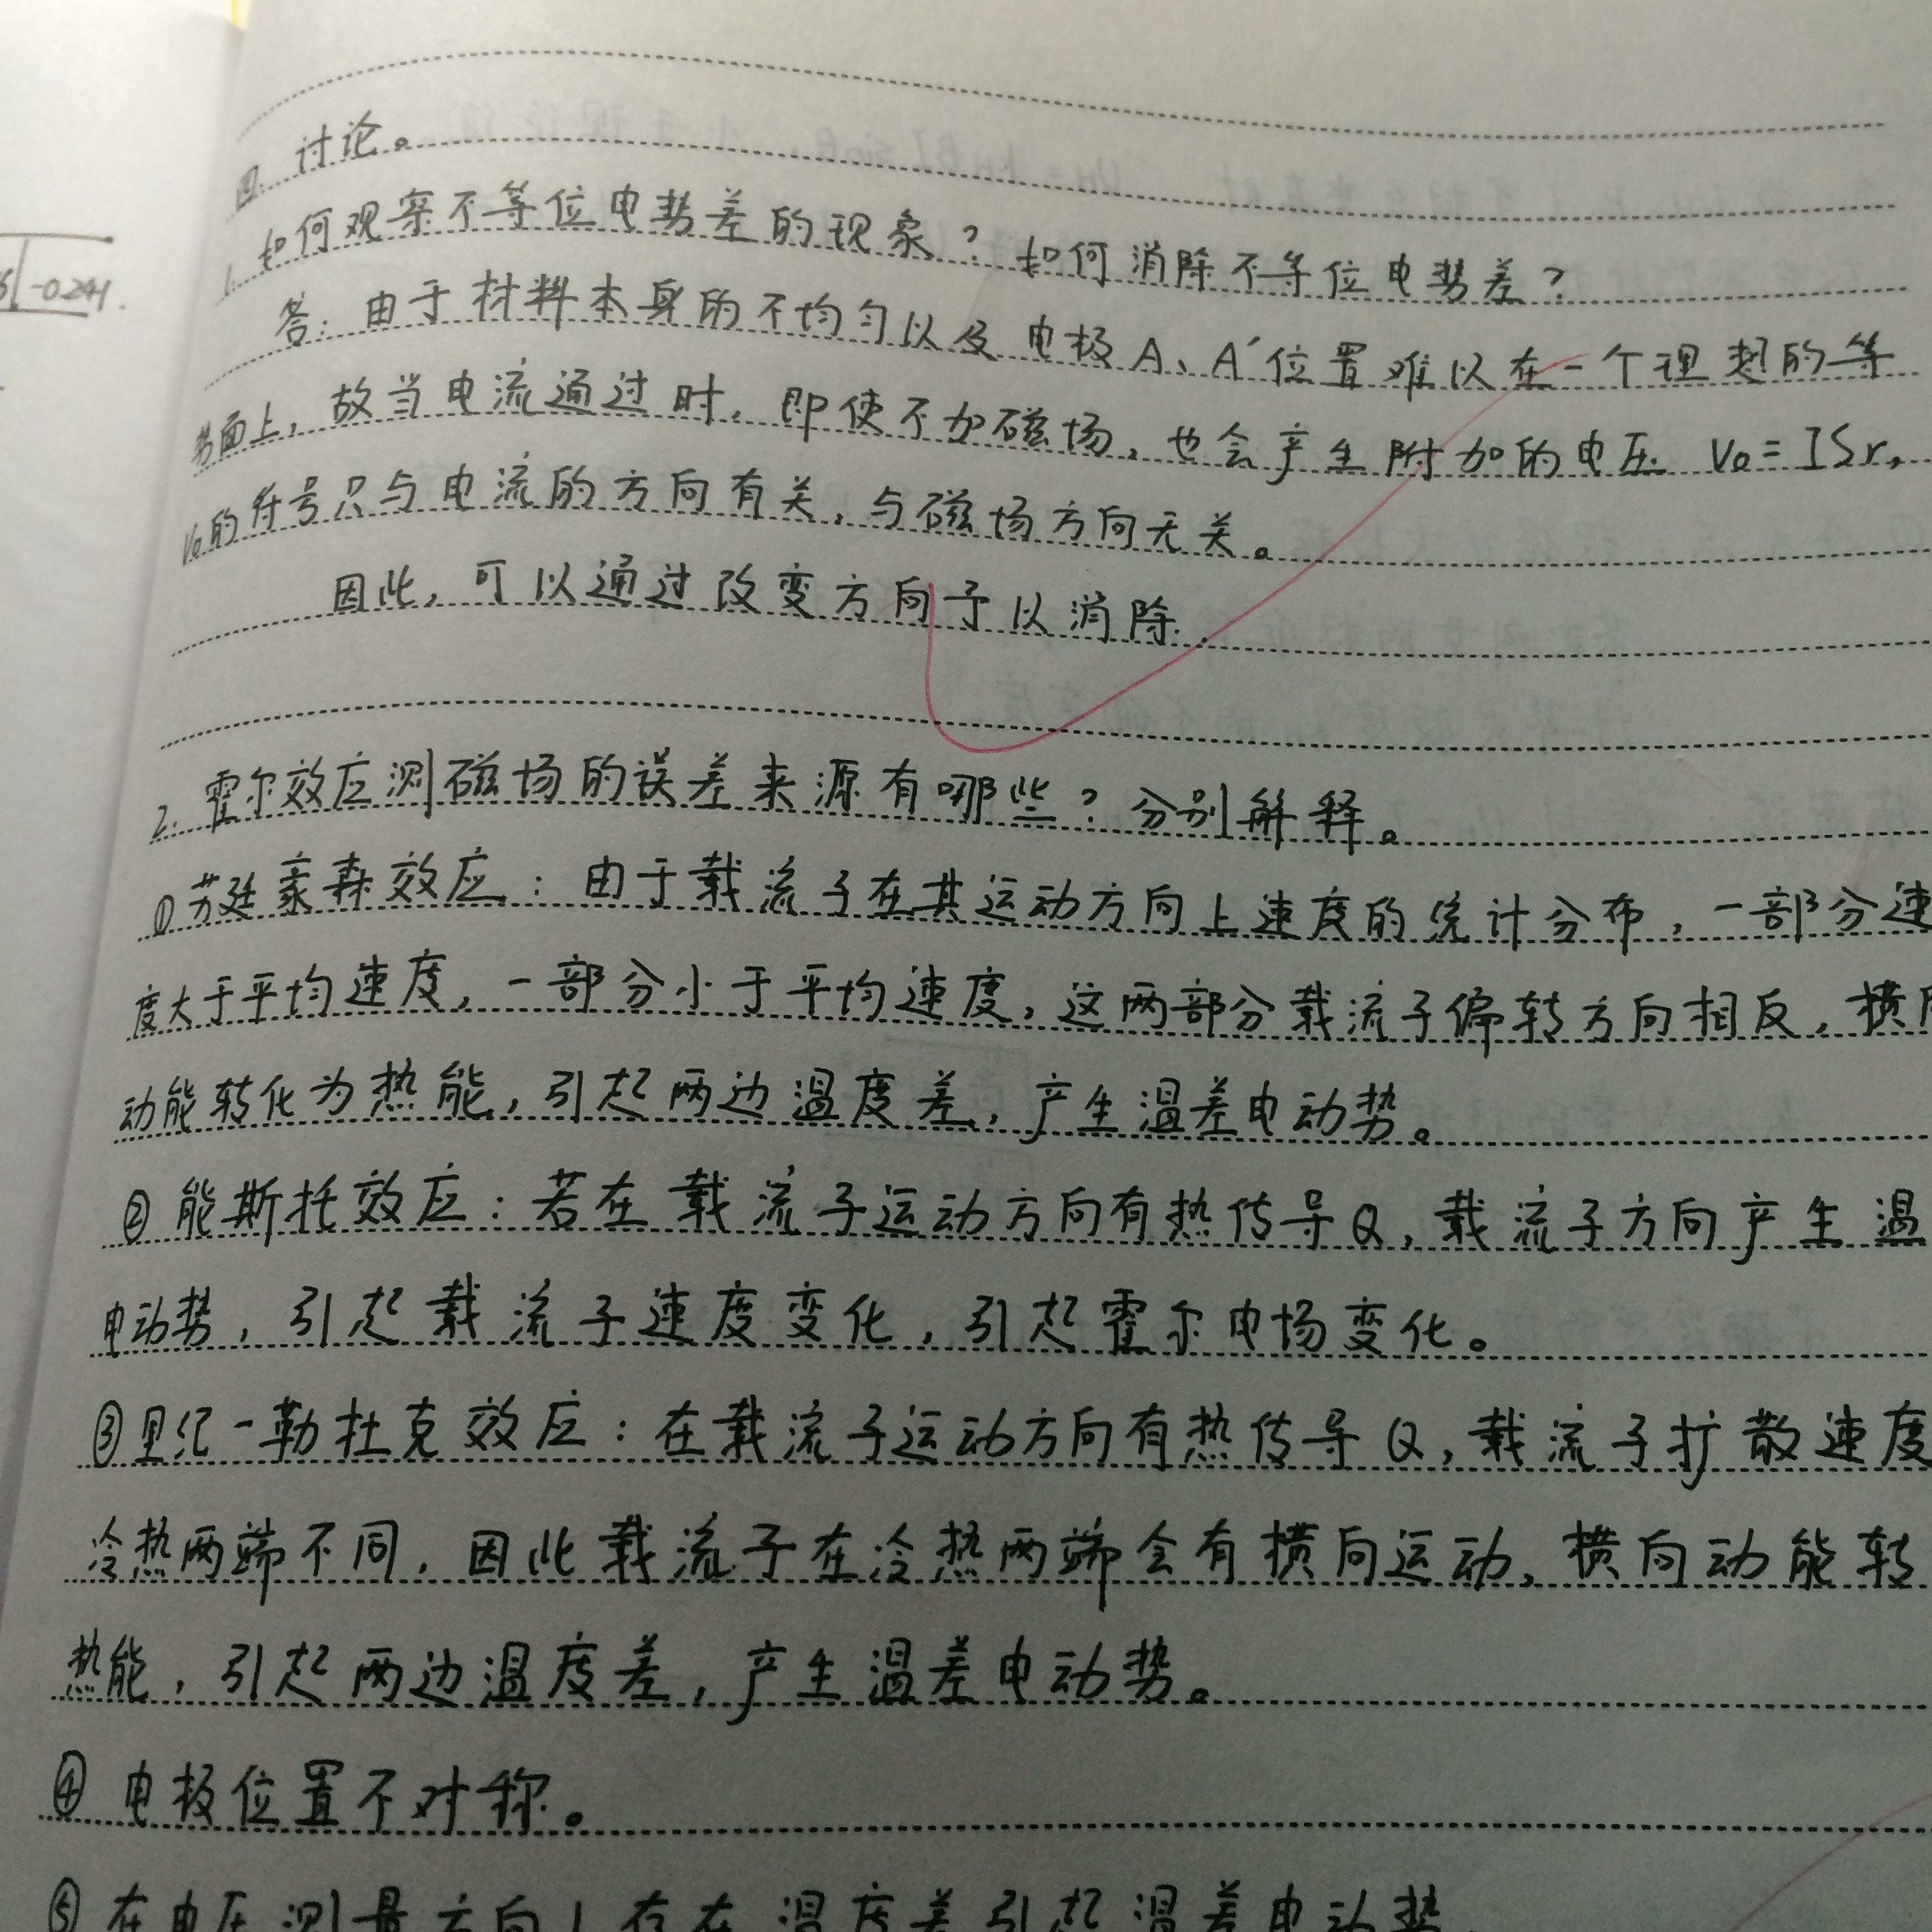 6 -0.241.
四. 讨论。
1. 如何观察不等位电势差的现象？如何消除不等位电势差？
答：由于材料本身的不均匀以及电极A、A′位置难以在一个理想的等
势面上，故当电流通过时，即使不加磁场，也会产生附加的电压 V₀=ISr,
V₀的符号只与电流的方向有关，与磁场方向无关。
因此，可以通过改变方向予以消除.
2. 霍尔效应测磁场的误差来源有哪些？分别解释。
①苏廷豪森效应：由于载流子在其运动方向上速度的统计分布，一部分速
度大于平均速度，一部分小于平均速度，这两部分载流子偏转方向相反，横
动能转化为热能，引起两边温度差，产生温差电动势。
②能斯托效应：若在载流子运动方向有热传导Q，载流子方向产生温
电动势，引起载流子速度变化，引起霍尔电场变化。
③里纪-勒杜克效应：在载流子运动方向有热传导Q，载流子扩散速度
冷热两端不同，因此载流子在冷热两端会有横向运动，横向动能转
热能，引起两边温度差，产生温差电动势。
④电极位置不对称。
⑤在电压测量方向上存在温度差引起温差电动势